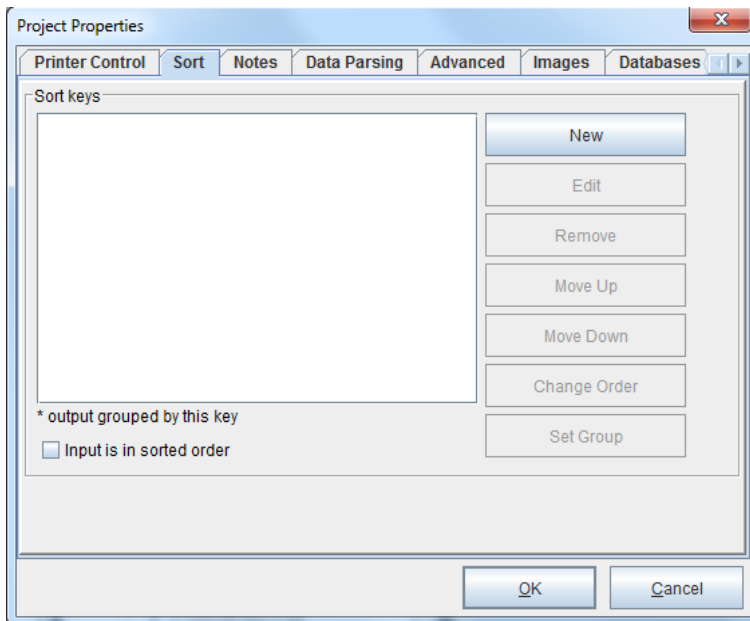 Project Properties
Printer Control Sort Notes Data Parsing Advanced Images Databases
Sort keys
New
Edit
Remove
Move Up
Move Down
Change Order
Set Group
* output grouped by this key
Input is in sorted order
OK Cancel